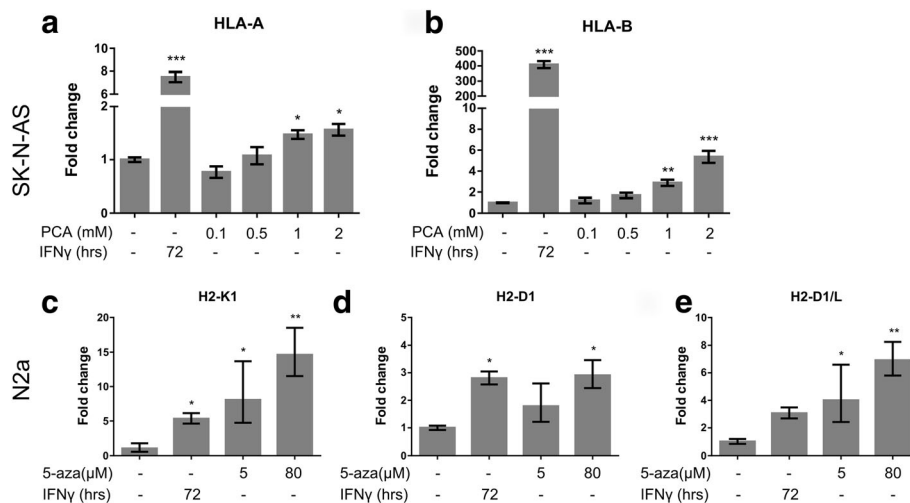 a
HLA-A
Fold change
8
6
4
2
1
0
***
*
*
PCA (mM) - - 0.1 0.5 1 2
IFNγ (hrs) - 72 - - - -
b
HLA-B
Fold change
500
400
300
200
100
10
8
6
4
2
0
***
**
***
PCA (mM) - - 0.1 0.5 1 2
IFNγ (hrs) - 72 - - - -
SK-N-AS
c
H2-K1
Fold change
20
15
10
5
0
*
*
**
5-aza(μM) - - 5 80
IFNγ (hrs) - 72 - -
d
H2-D1
Fold change
5
4
3
2
1
0
*
*
5-aza(μM) - - 5 80
IFNγ (hrs) - 72 - -
e
H2-D1/L
Fold change
10
8
6
4
2
0
*
**
5-aza(μM) - - 5 80
IFNγ (hrs) - 72 - -
N2a